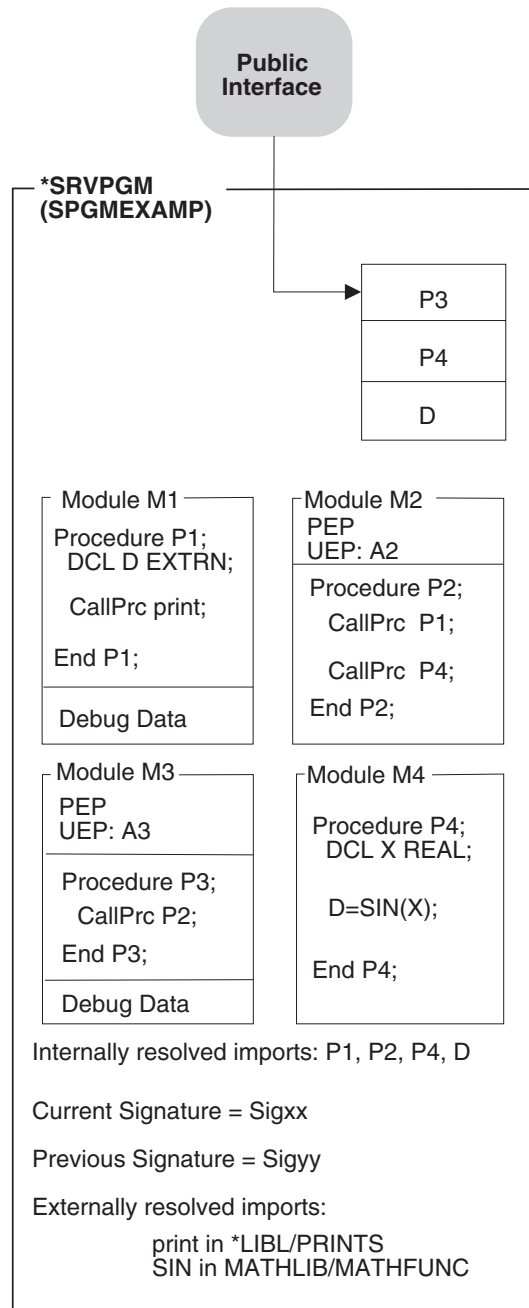 Public
Interface
*SRVPGM
(SPGMEXAMP)
P3
P4
D
Module M1
Procedure P1;
DCL D EXTRN;
CallPrc print;
End P1;
Debug Data
Module M2
PEP
UEP: A2
Procedure P2;
CallPrc P1;
CallPrc P4;
End P2;
Module M3
PEP
UEP: A3
Procedure P3;
CallPrc P2;
End P3;
Debug Data
Module M4
Procedure P4;
DCL X REAL;
D=SIN(X);
End P4;
Internally resolved imports: P1, P2, P4, D
Current Signature = Sigxx
Previous Signature = Sigyy
Externally resolved imports:
print in *LIBL/PRINTS
SIN in MATHLIB/MATHFUNC